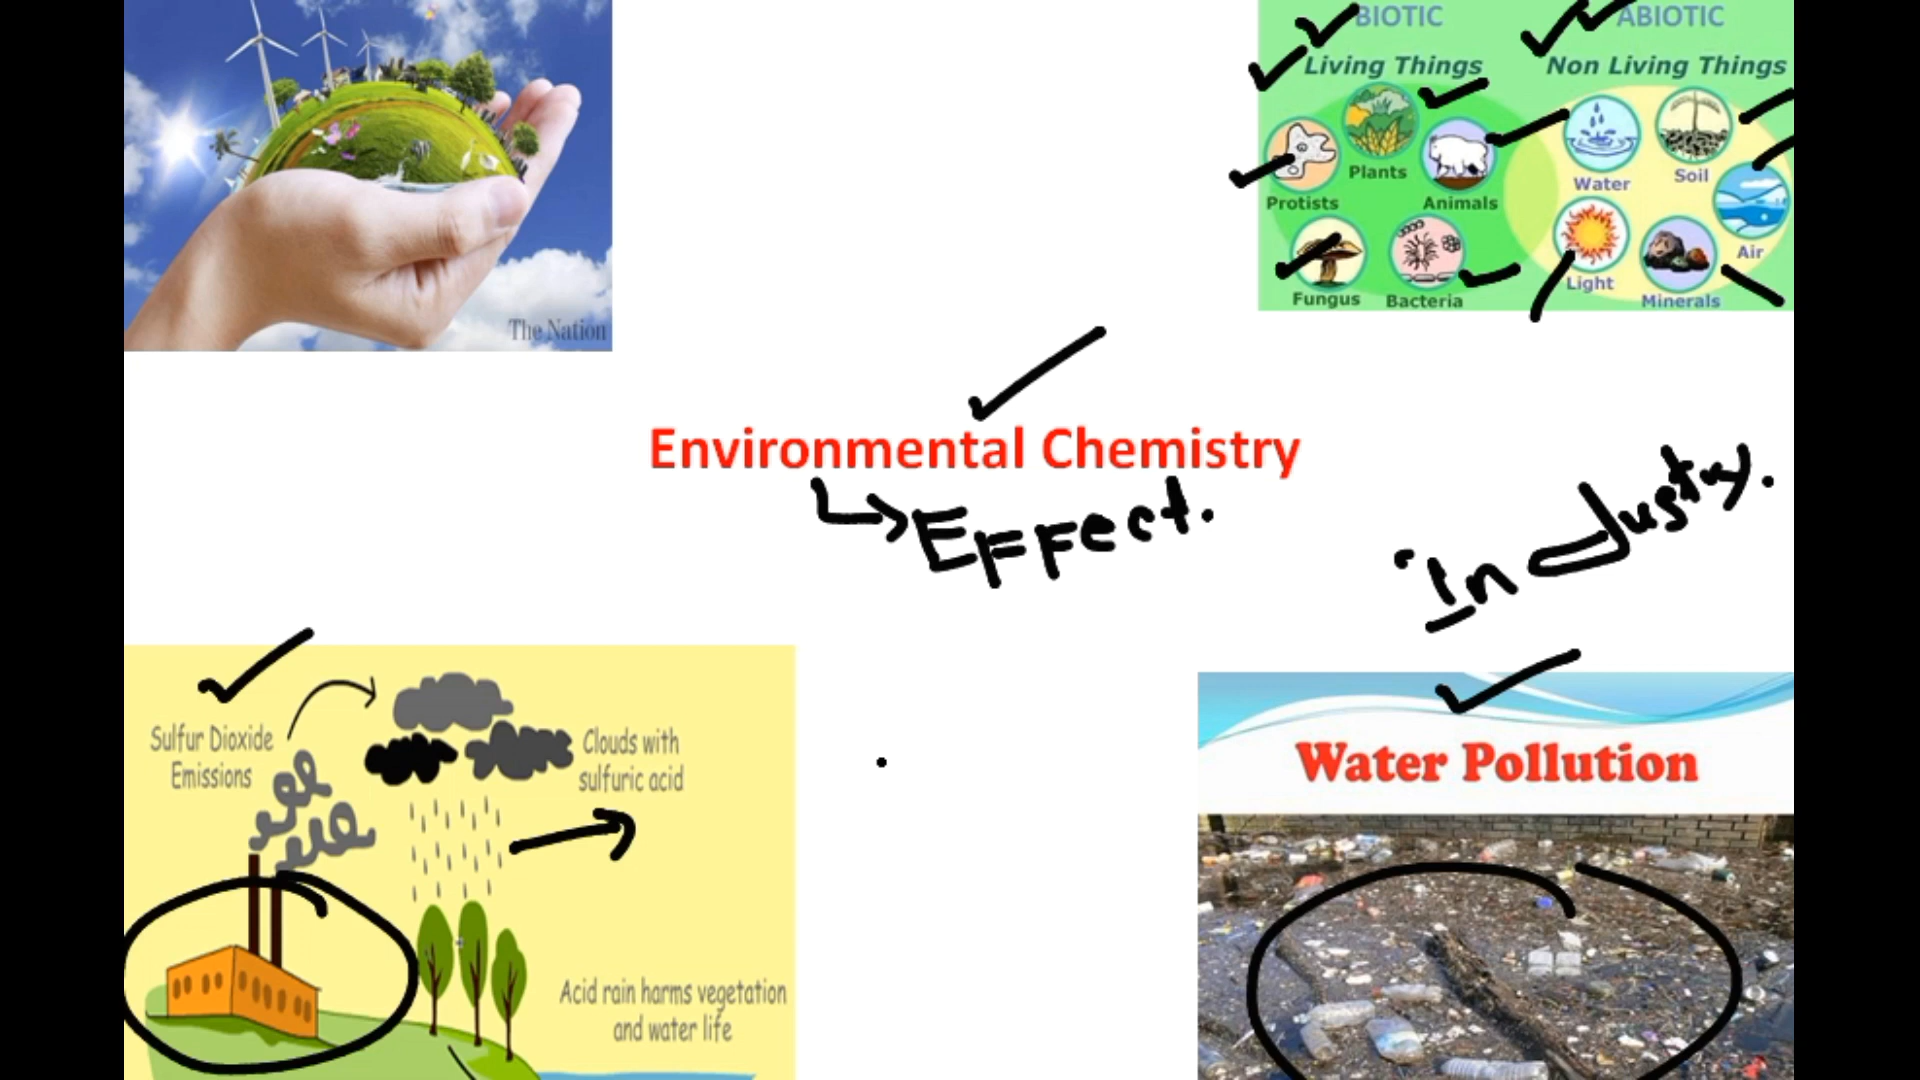 The Nation
BIOTIC
ABIOTIC
Living Things
Non Living Things
Plants
Protists
Animals
Fungus
Bacteria
Water
Soil
Air
Light
Minerals
Environmental Chemistry
Effect.
Industry.
Sulfur Dioxide
Emissions
Clouds with
sulfuric acid
Acid rain harms vegetation
and water life
Water Pollution